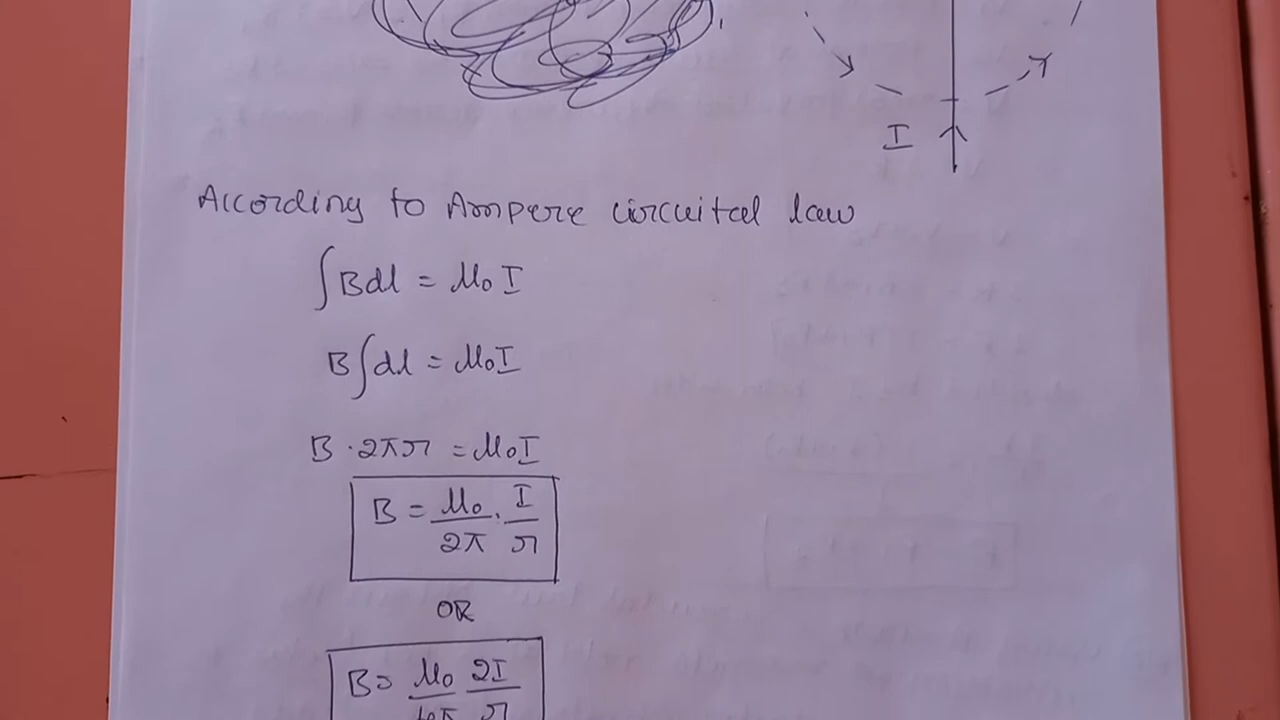 I
According to Ampere circuital law
∫Bdl = μ₀I
B∫dl = μ₀I
B · 2πr = μ₀I
B = μ₀/2π · I/r
OR
B = μ₀/4π 2I/r